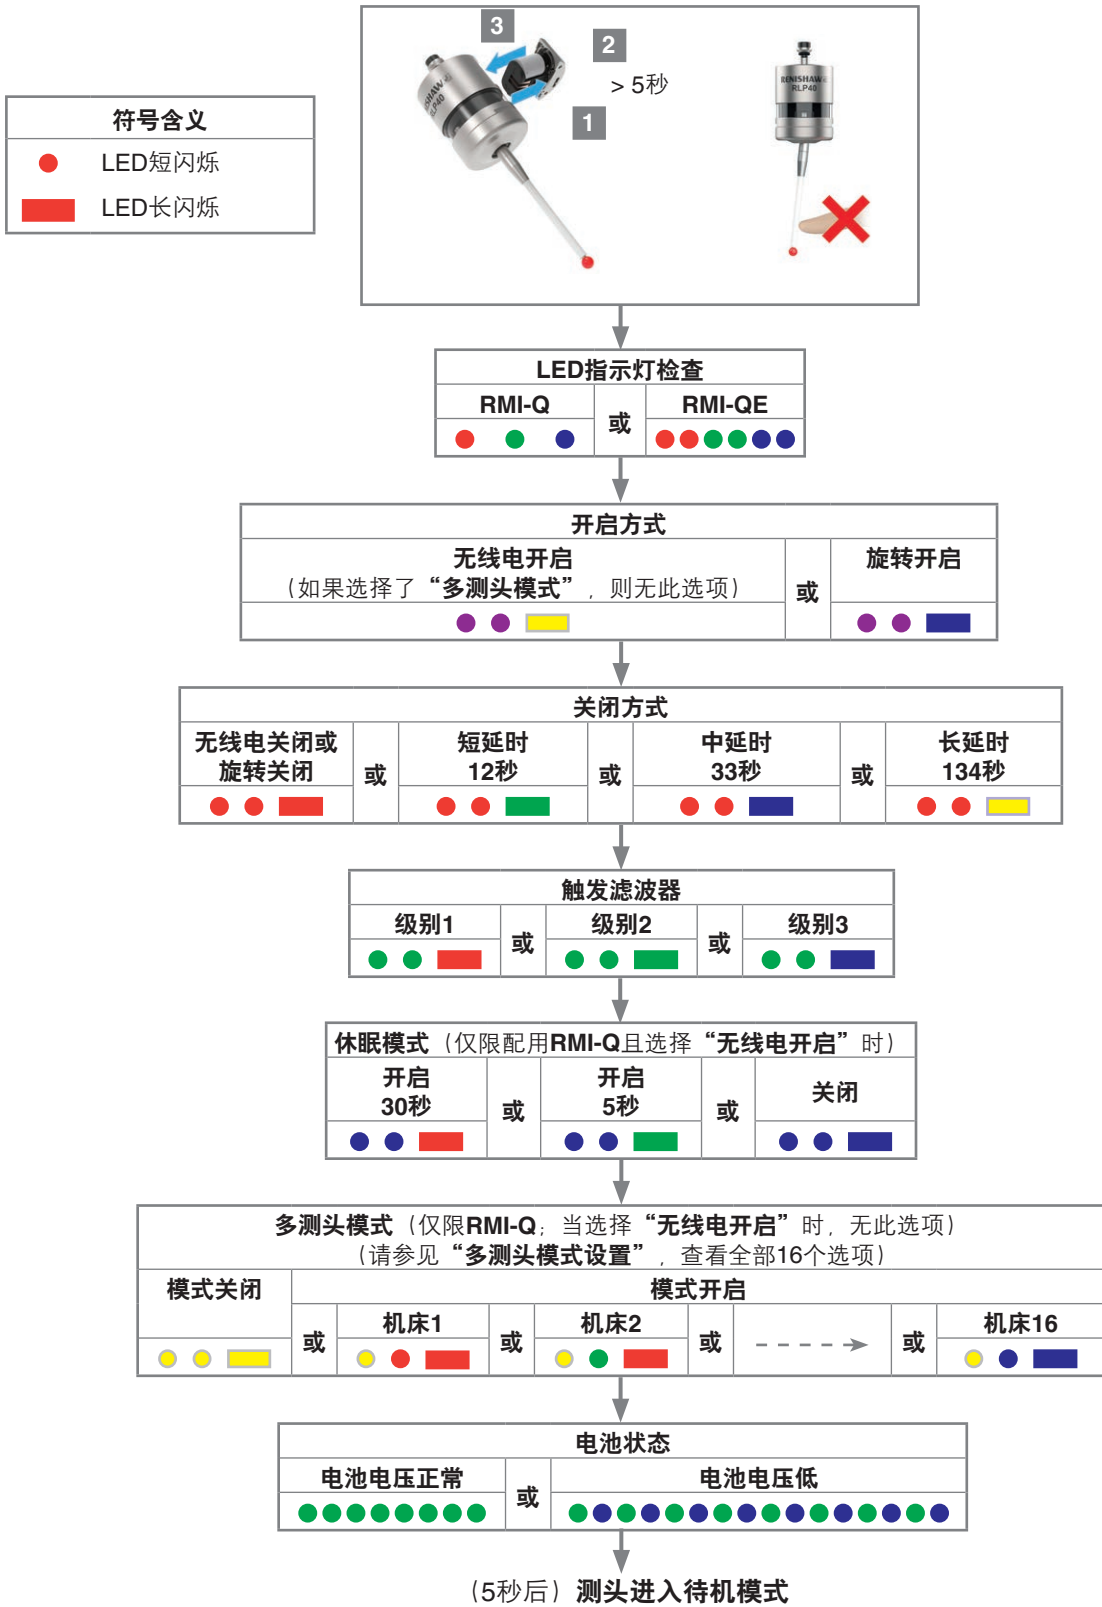 3
2
> 5秒
1
RENISHAW
RLP40
RENISHAW
RLP40
符号含义
LED短闪烁
LED长闪烁
LED指示灯检查
RMI-Q
或
RMI-QE
开启方式
无线电开启
（如果选择了“多测头模式”，则无此选项）
或
旋转开启
关闭方式
无线电关闭或
旋转关闭
或
短延时
12秒
或
中延时
33秒
或
长延时
134秒
触发滤波器
级别1
或
级别2
或
级别3
休眠模式（仅限配用RMI-Q且选择“无线电开启”时）
开启
30秒
或
开启
5秒
或
关闭
多测头模式（仅限RMI-Q；当选择“无线电开启”时，无此选项）
（请参见“多测头模式设置”，查看全部16个选项）
模式关闭
模式开启
或
机床1
或
机床2
或
或
机床16
电池状态
电池电压正常
或
电池电压低
（5秒后）测头进入待机模式